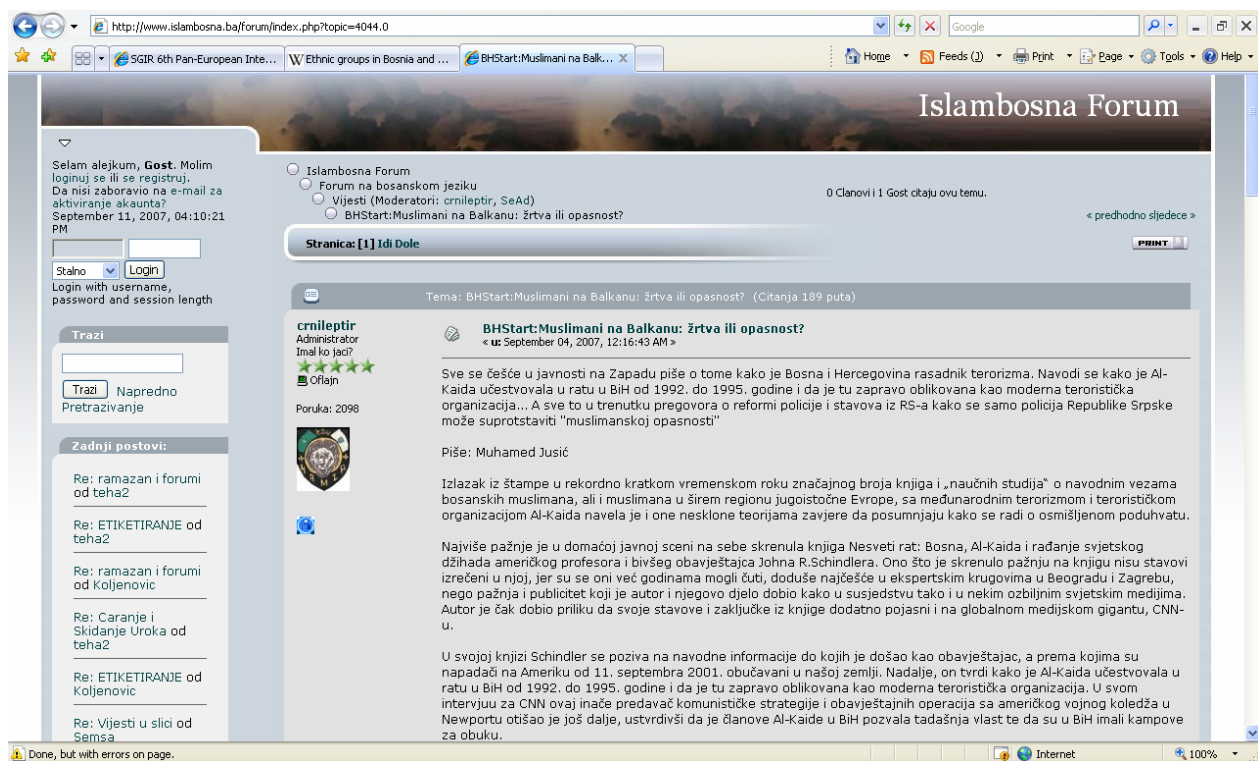 http://www.islambosna.ba/forum/index.php?topic=4044.0
Google
SGIR 6th Pan-European Inte...
Ethnic groups in Bosnia and ...
BHStart:Muslimani na Balk...
Home
Feeds (J)
Print
Page
Tools
Help
Islambosna Forum
Selam alejkum, Gost. Molim
loginuj se ili se registruj.
Da nisi zaboravio na e-mail za
aktiviranje akaunta?
September 11, 2007, 04:10:21
PM
Stalno
Login
Login with username,
password and session length
Trazi
Trazi Napredno
Pretrazivanje
Zadnji postovi:
Re: ramazan i forumi
od teha2
Re: ETIKETIRANJE od
teha2
Re: ramazan i forumi
od Koljenovic
Re: Caranje i
Skidanje Uroka od
teha2
Re: ETIKETIRANJE od
Koljenovic
Re: Vijesti u slici od
Semsa
Islambosna Forum
Forum na bosanskom jeziku
Vijesti (Moderatori: crnileptir, SeAd)
BHStart:Muslimani na Balkanu: žrtva ili opasnost?
0 Clanovi i 1 Gost citaju ovu temu.
« predhodno sljedece »
Stranica: [1] Idi Dole
PRINT
Tema: BHStart:Muslimani na Balkanu: žrtva ili opasnost? (Citanja 189 puta)
crnileptir
Administrator
Imal ko jaci?
Oflajn
Poruka: 2098
BHStart:Muslimani na Balkanu: žrtva ili opasnost?
« u: September 04, 2007, 12:16:43 AM »
Sve se češće u javnosti na Zapadu piše o tome kako je Bosna i Hercegovina rasadnik terorizma. Navodi se kako je Al-
Kaida učestvovala u ratu u BiH od 1992. do 1995. godine i da je tu zapravo oblikovana kao moderna teroristička
organizacija... A sve to u trenutku pregovora o reformi policije i stavova iz RS-a kako se samo policija Republike Srpske
može suprotstaviti "muslimanskoj opasnosti"
Piše: Muhamed Jusić
Izlazak iz štampe u rekordno kratkom vremenskom roku značajnog broja knjiga i „naučnih studija“ o navodnim vezama
bosanskih muslimana, ali i muslimana u širem regionu jugoistočne Evrope, sa međunarodnim terorizmom i terorističkom
organizacijom Al-Kaida navela je i one nesklone teorijama zavjere da posumnjaju kako se radi o osmišljenom poduhvatu.
Najviše pažnje je u domaćoj javnoj sceni na sebe skrenula knjiga Nesveti rat: Bosna, Al-Kaida i rađanje svjetskog
džihada američkog profesora i bivšeg obavještajca Johna R.Schindlera. Ono što je skrenulo pažnju na knjigu nisu stavovi
izrečeni u njoj, jer su se oni već godinama mogli čuti, doduše najčešće u ekspertskim krugovima u Beogradu i Zagrebu,
nego pažnja i publicitet koji je autor i njegovo djelo dobio kako u susjedstvu tako i u nekim ozbiljnim svjetskim medijima.
Autor je čak dobio priliku da svoje stavove i zaključke iz knjige dodatno pojasni i na globalnom medijskom gigantu, CNN-
u.
U svojoj knjizi Schindler se poziva na navodne informacije do kojih je došao kao obavještajac, a prema kojima su
napadači na Ameriku od 11. septembra 2001. obučavani u našoj zemlji. Nadalje, on tvrdi kako je Al-Kaida učestvovala u
ratu u BiH od 1992. do 1995. godine i da je tu zapravo oblikovana kao moderna teroristička organizacija. U svom
intervjuu za CNN ovaj inače predavač komunističke strategije i obavještajnih operacija sa američkog vojnog koledža u
Newportu otišao je još dalje, ustvrdivši da je članove Al-Kaide u BiH pozvala tadašnja vlast te da su u BiH imali kampove
za obuku.
Done, but with errors on page.
Internet
100%